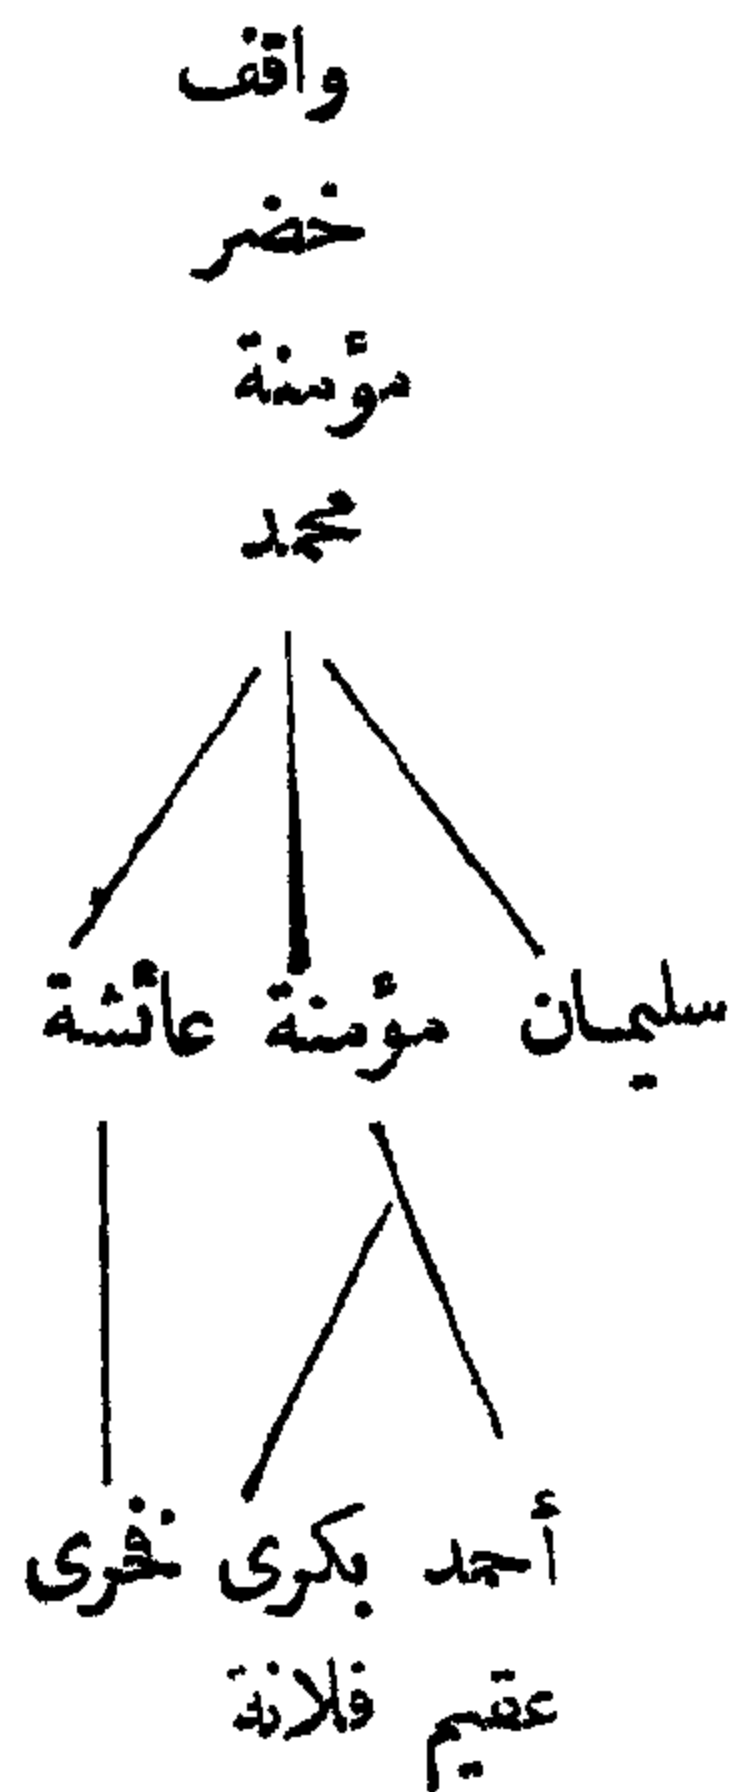 واقف
خضر
مؤمنة
محمد
سليمان مؤمنة عائشة
أحمد بكرى فخرى
عقيم فلانة